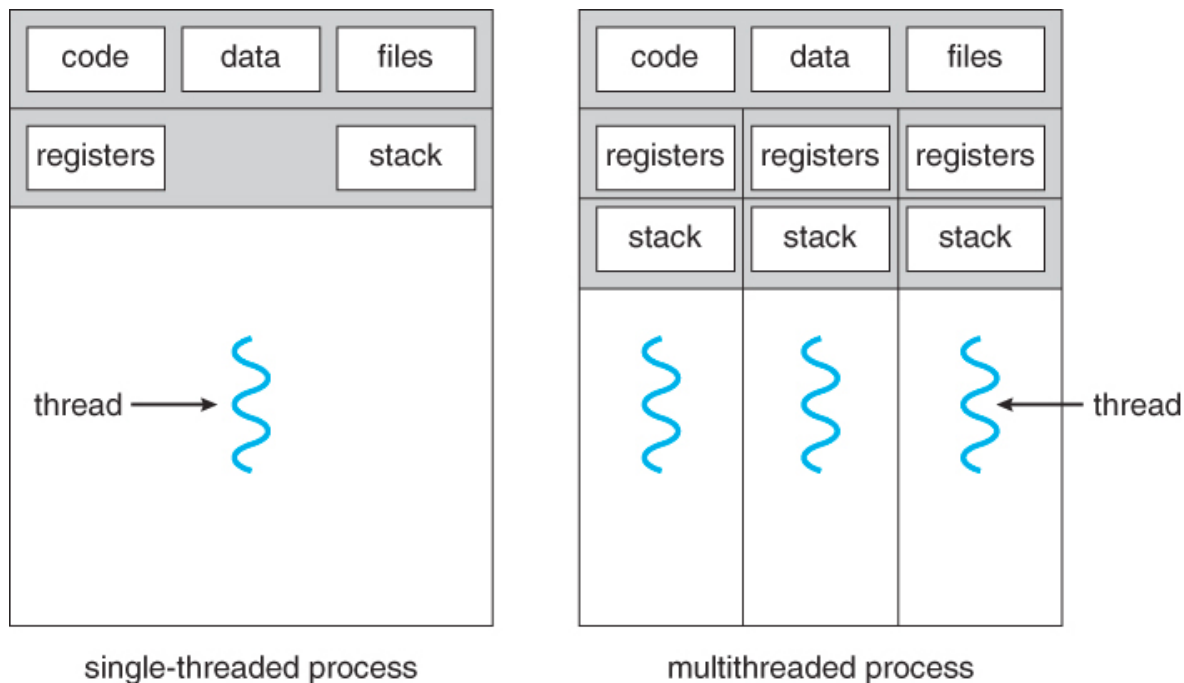 code data files
registers stack
thread
single-threaded process
code data files
registers registers registers
stack stack stack
thread
multithreaded process